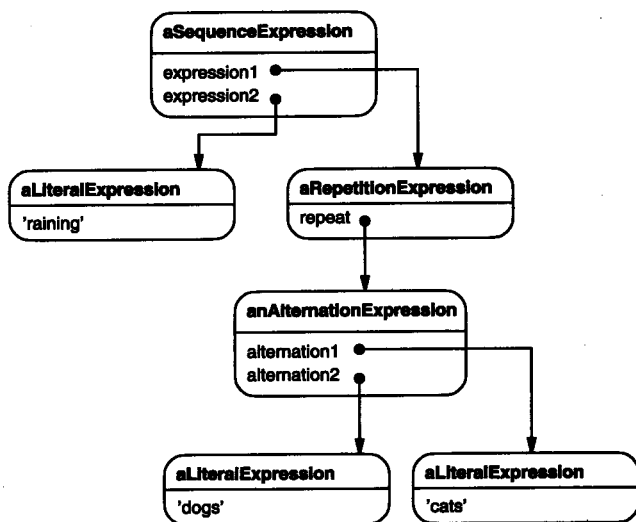 aSequenceExpression
expression1
expression2
aLiteralExpression
'raining'
aRepetitionExpression
repeat
anAlternationExpression
alternation1
alternation2
aLiteralExpression
'dogs'
aLiteralExpression
'cats'